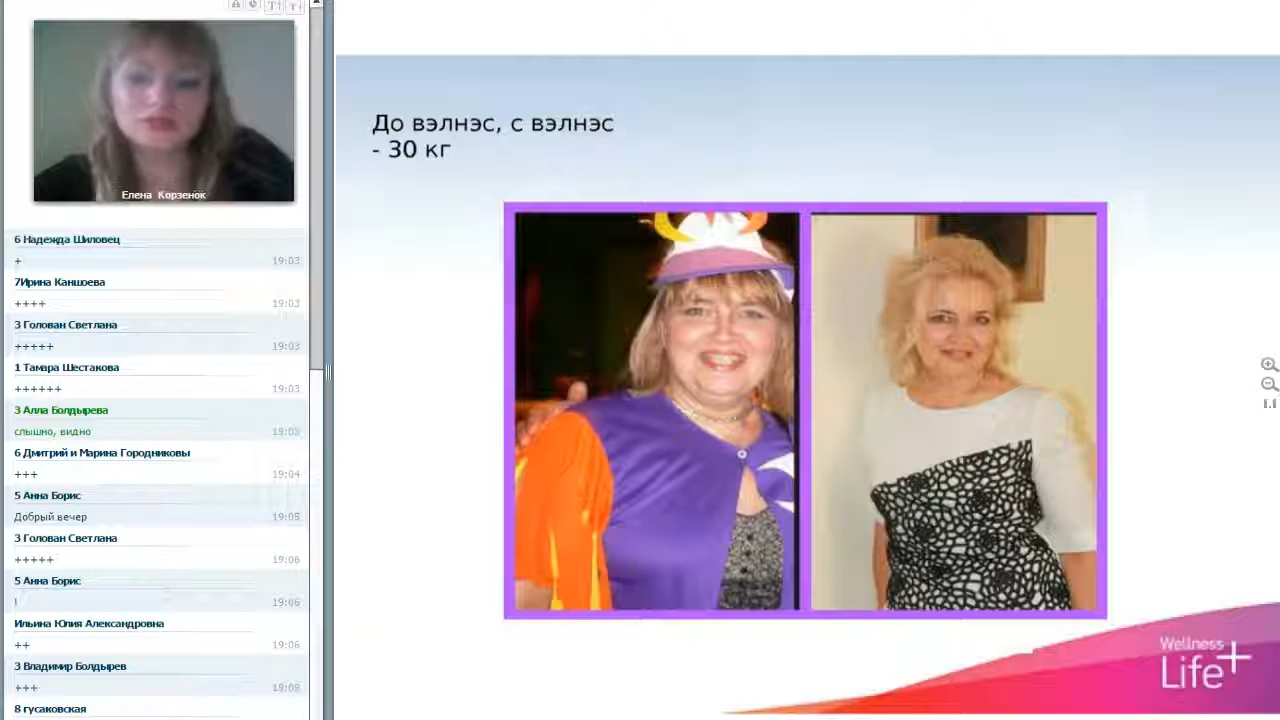 Елена Корзенок
6 Надежда Шиловец
+
19:03
7Ирина Каншоева
++++
19:03
3 Голован Светлана
+++++
19:03
1 Тамара Шестакова
++++++
19:03
3 Алла Болдырева
слышно, видно
19:03
6 Дмитрий и Марина Городниковы
+++
19:04
5 Анна Борис
Добрый вечер
19:05
3 Голован Светлана
+++++
19:06
5 Анна Борис
!
19:06
Ильина Юлия Александровна
++
19:06
3 Владимир Болдырев
+++
19:09
8 гусаковская
До вэлнэс, с вэлнэс
- 30 кг
Wellness
Life+